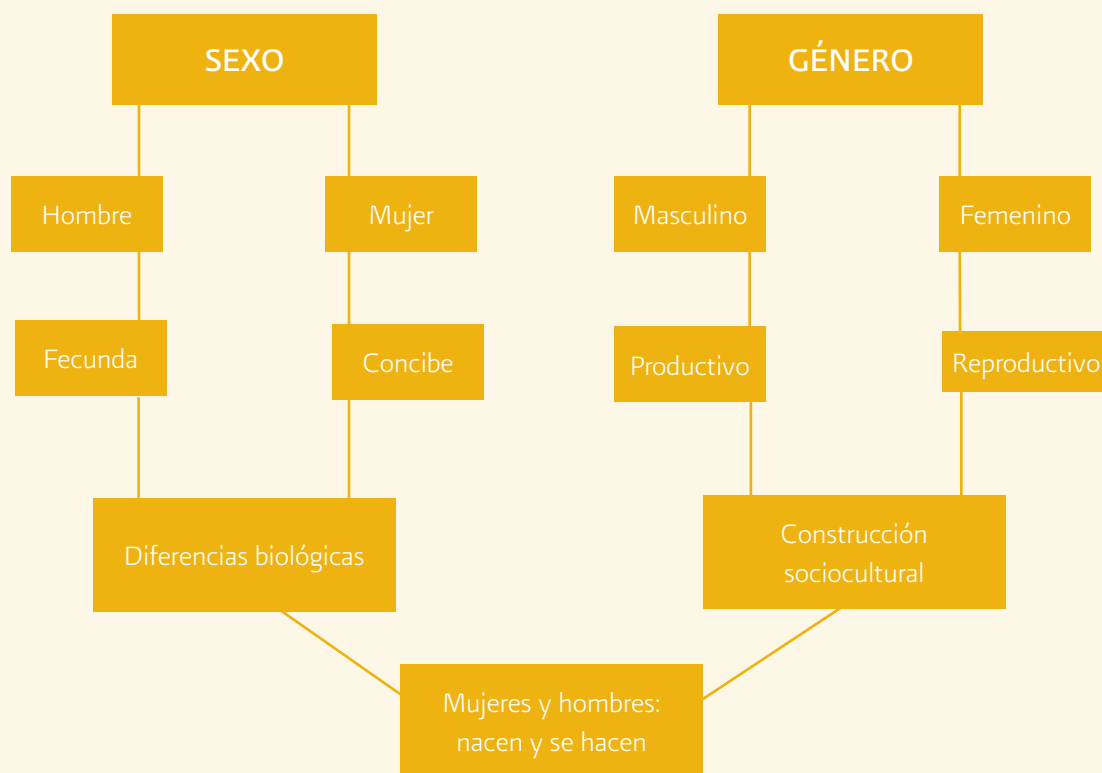 SEXO
GÉNERO
Hombre
Mujer
Masculino
Femenino
Fecunda
Concibe
Productivo
Reproductivo
Diferencias biológicas
Construcción
sociocultural
Mujeres y hombres:
nacen y se hacen